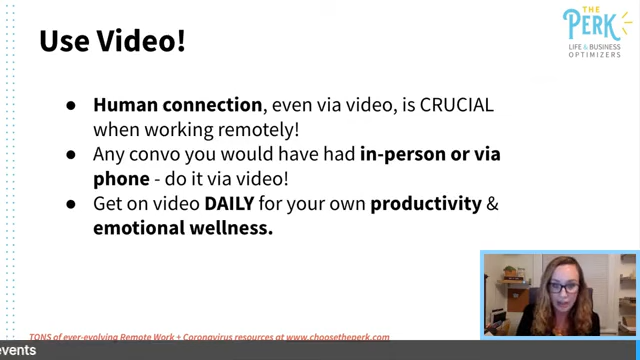 Use Video!
THE
PERK
LIFE & BUSINESS
OPTIMIZERS
● Human connection, even via video, is CRUCIAL
when working remotely!
● Any convo you would have had in-person or via
phone - do it via video!
● Get on video DAILY for your own productivity &
emotional wellness.
TONS of ever-evolving Remote Work + Coronavirus resources at www.choosetheperk.com
events